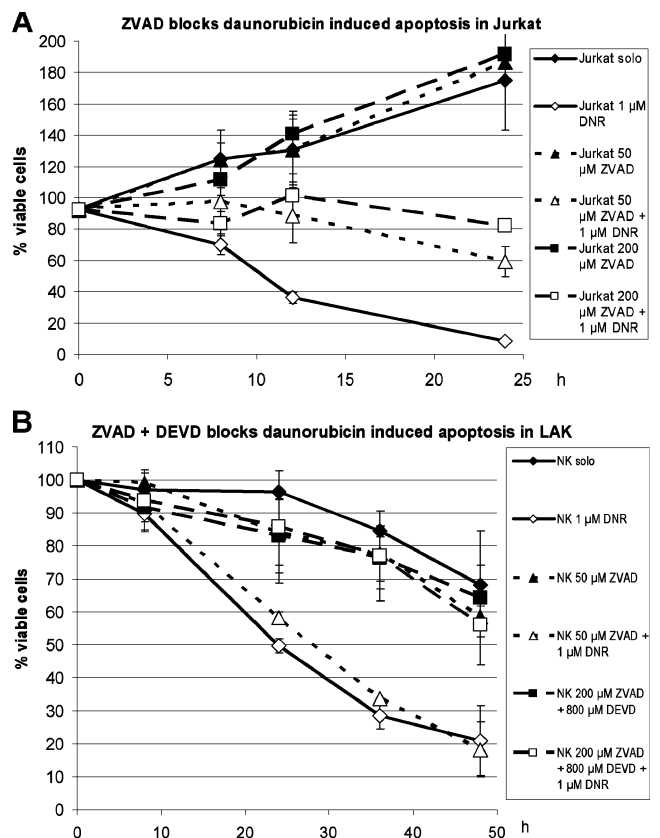 A
ZVAD blocks daunorubicin induced apoptosis in Jurkat
% viable cells
200
180
160
140
120
100
80
60
40
20
0
0 5 10 15 20 25 h
Jurkat solo
Jurkat 1 µM
DNR
Jurkat 50
µM ZVAD
Jurkat 50
µM ZVAD +
1 µM DNR
Jurkat 200
µM ZVAD
Jurkat 200
µM ZVAD +
1 µM DNR
B
ZVAD + DEVD blocks daunorubicin induced apoptosis in LAK
% viable cells
110
100
90
80
70
60
50
40
30
20
10
0
0 10 20 30 40 50 h
NK solo
NK 1 µM DNR
NK 50 µM ZVAD
NK 50 µM ZVAD +
1 µM DNR
NK 200 µM ZVAD
+800 µM DEVD
NK 200 µM ZVAD
+800 µM DEVD +
1 µM DNR